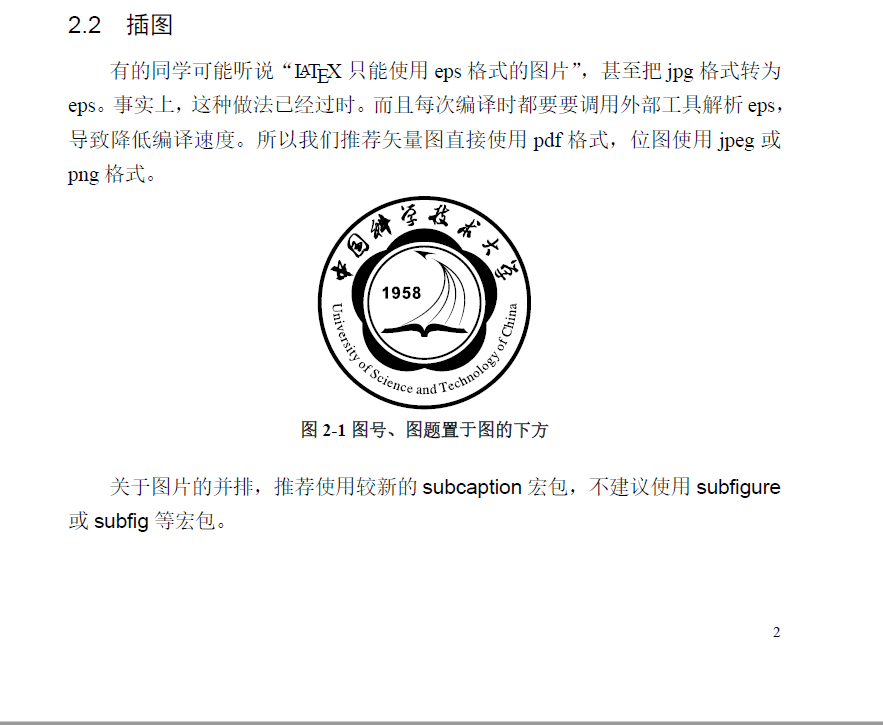 2.2 插图
有的同学可能听说“LATEX 只能使用 eps 格式的图片”，甚至把 jpg 格式转为
eps。事实上，这种做法已经过时。而且每次编译时都要要调用外部工具解析 eps，
导致降低编译速度。所以我们推荐矢量图直接使用 pdf 格式，位图使用 jpeg 或
png 格式。
中国科学技术大学
1958
University of Science and Technology of China
图 2-1 图号、图题置于图的下方
关于图片的并排，推荐使用较新的 subcaption 宏包，不建议使用 subfigure
或 subfig 等宏包。
2